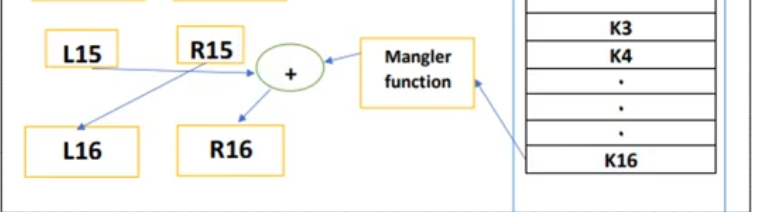 K3
L15
R15
K4
+
Mangler
function
.
.
.
L16
R16
K16